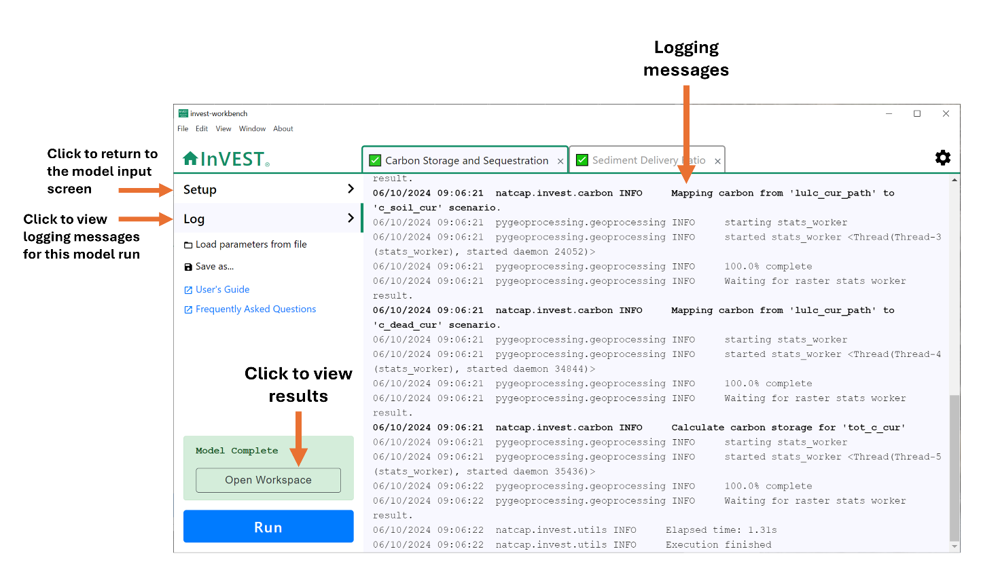 Logging
messages
invest-workbench
File Edit View Window About
Click to return to
the model input
screen
Click to view
logging messages
for this model run
InVEST®
Carbon Storage and Sequestration ×
Sediment Delivery Ratio ×
Setup
Log
Load parameters from file
Save as...
User's Guide
Frequently Asked Questions
Click to view
results
Model Complete
Open Workspace
Run
result.
06/10/2024 09:06:21 natcap.invest.carbon INFO Mapping carbon from 'lulc_cur_path' to
'c_soil_cur' scenario.
06/10/2024 09:06:21 pygeoprocessing.geoprocessing INFO starting stats_worker
06/10/2024 09:06:21 pygeoprocessing.geoprocessing INFO started stats_worker <Thread(Thread-3
(stats_worker), started daemon 24052)>
06/10/2024 09:06:21 pygeoprocessing.geoprocessing INFO 100.0% complete
06/10/2024 09:06:21 pygeoprocessing.geoprocessing INFO Waiting for raster stats worker
result.
06/10/2024 09:06:21 natcap.invest.carbon INFO Mapping carbon from 'lulc_cur_path' to
'c_dead_cur' scenario.
06/10/2024 09:06:21 pygeoprocessing.geoprocessing INFO starting stats_worker
06/10/2024 09:06:21 pygeoprocessing.geoprocessing INFO started stats_worker <Thread(Thread-4
(stats_worker), started daemon 34844)>
06/10/2024 09:06:21 pygeoprocessing.geoprocessing INFO 100.0% complete
06/10/2024 09:06:21 pygeoprocessing.geoprocessing INFO Waiting for raster stats worker
result.
06/10/2024 09:06:21 natcap.invest.carbon INFO Calculate carbon storage for 'tot_c_cur'
06/10/2024 09:06:21 pygeoprocessing.geoprocessing INFO starting stats_worker
06/10/2024 09:06:21 pygeoprocessing.geoprocessing INFO started stats_worker <Thread(Thread-5
(stats_worker), started daemon 35436)>
06/10/2024 09:06:22 pygeoprocessing.geoprocessing INFO 100.0% complete
06/10/2024 09:06:22 pygeoprocessing.geoprocessing INFO Waiting for raster stats worker
result.
06/10/2024 09:06:22 natcap.invest.utils INFO Elapsed time: 1.31s
06/10/2024 09:06:22 natcap.invest.utils INFO Execution finished